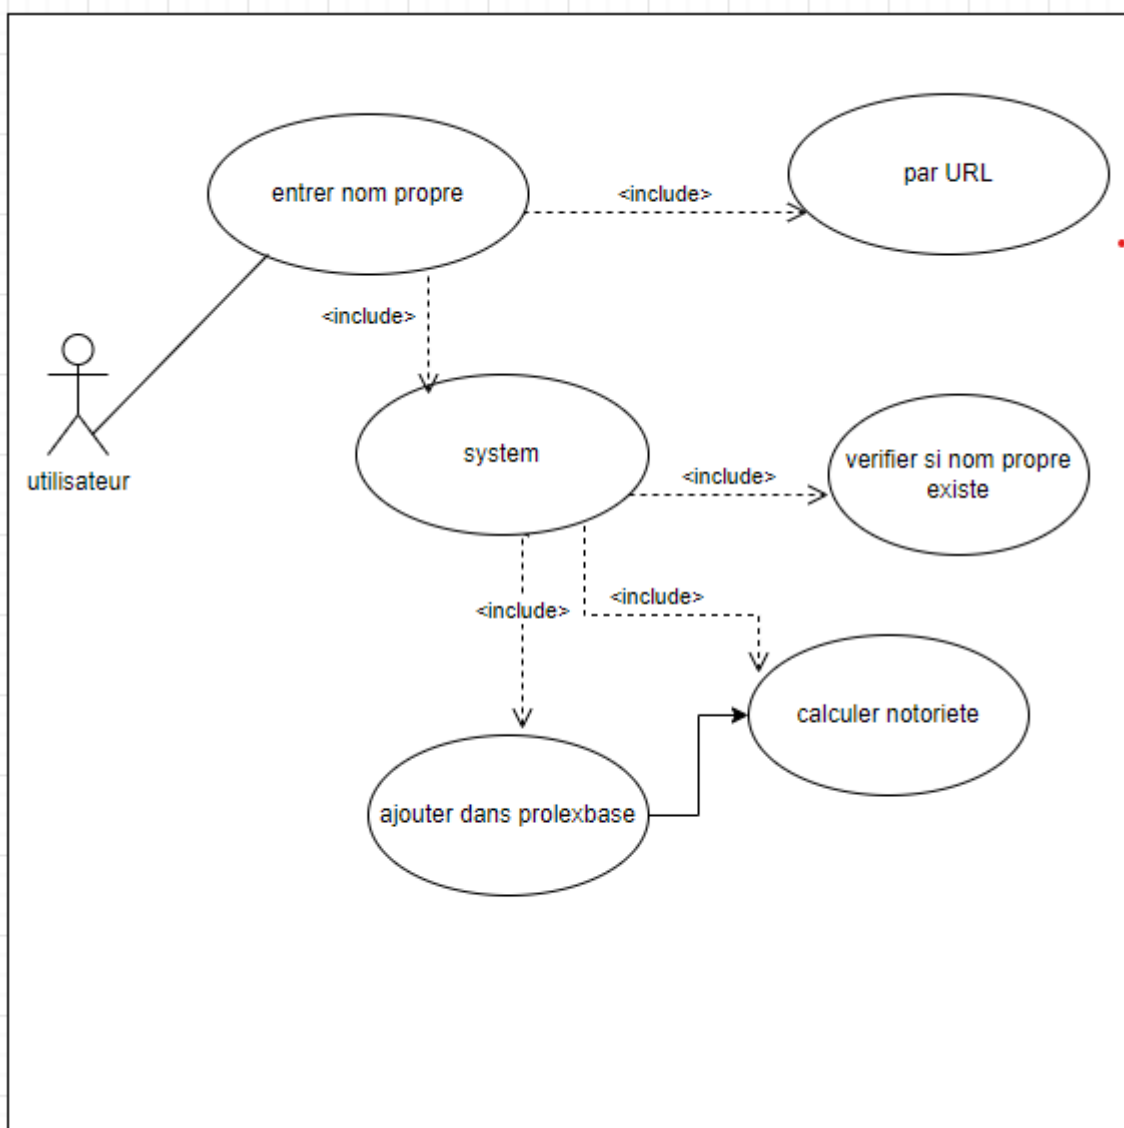 par URL
entrer nom propre
<include>
<include>
system
verifier si nom propre
existe
utilisateur
<include>
<include>
<include>
calculer notoriete
ajouter dans prolexbase